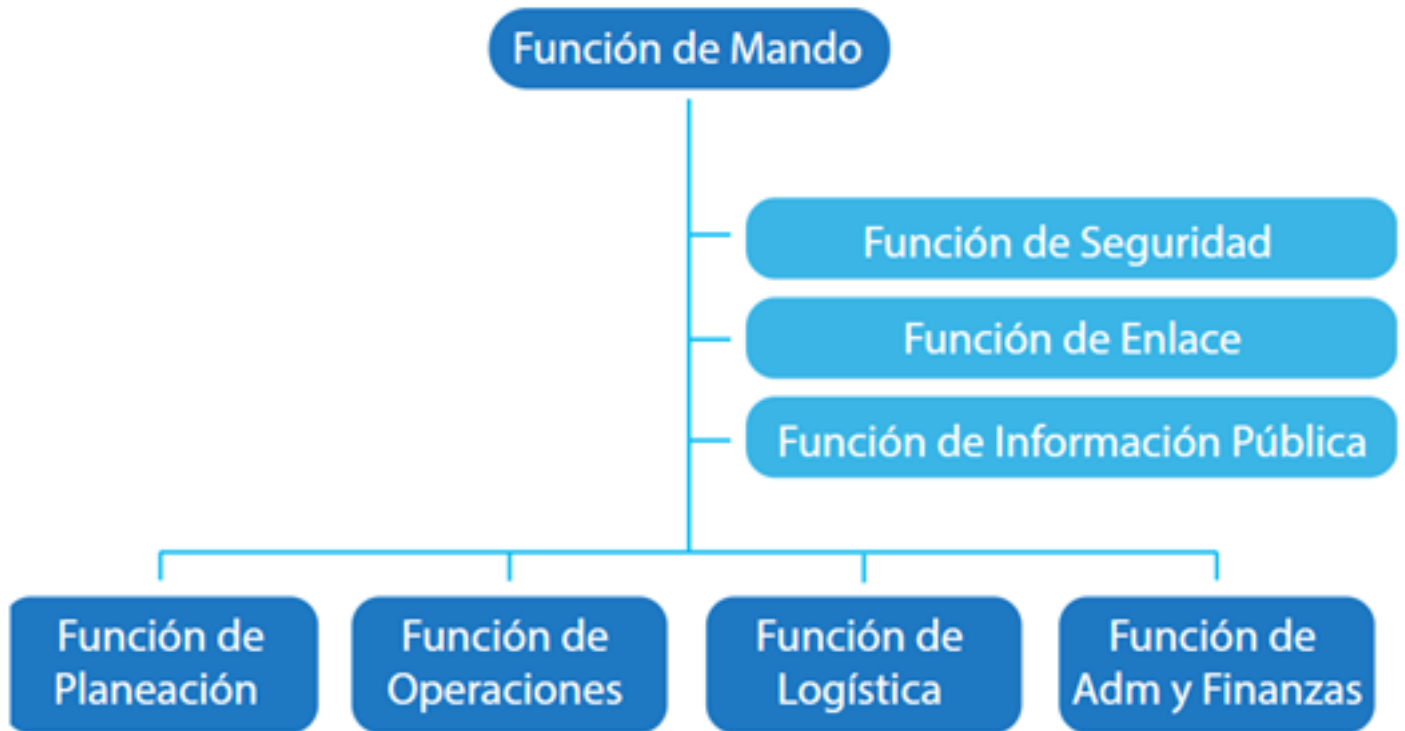 Función de Mando
Función de Seguridad
Función de Enlace
Función de Información Pública
Función de
Planeación
Función de
Operaciones
Función de
Logística
Función de
Adm y Finanzas